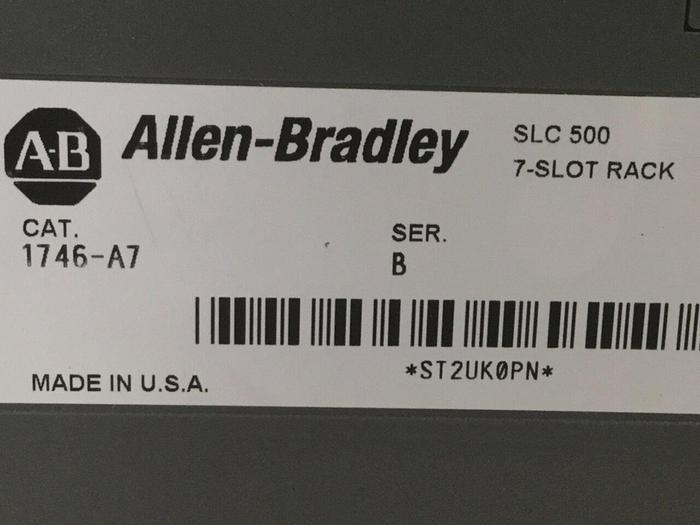 A-B Allen-Bradley SLC 500
7-SLOT RACK
CAT. SER.
1746-A7 B
*ST2UK0PN*
MADE IN U.S.A.